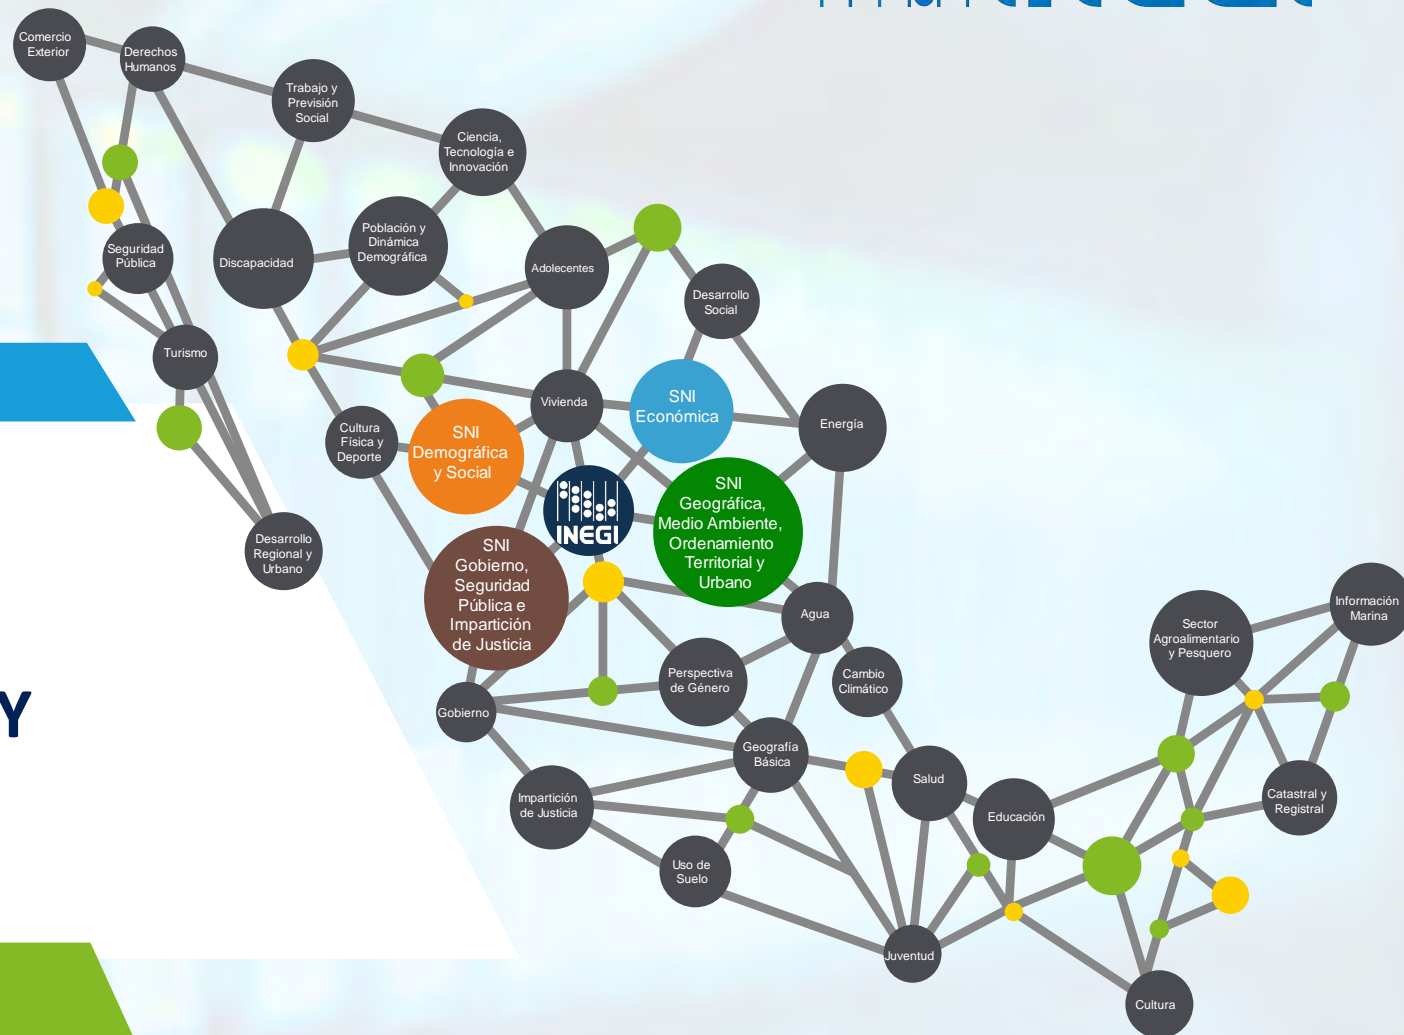 Comercio
Exterior
Derechos
Humanos
Trabajo y
Previsión
Social
Ciencia,
Tecnología e
Innovación
Seguridad
Pública
Discapacidad
Población y
Dinámica
Demográfica
Adolecentes
Desarrollo
Social
Turismo
Vivienda
SNI
Económica
Energía
Cultura
Física y
Deporte
SNI
Demográfica
y Social
INEGI
SNI
Geográfica,
Medio Ambiente,
Ordenamiento
Territorial y
Urbano
Desarrollo
Regional y
Urbano
SNI
Gobierno,
Seguridad
Pública e
Impartición
de Justicia
Agua
Sector
Agroalimentario
y Pesquero
Información
Marina
Perspectiva
de Género
Cambio
Climático
Y
Gobierno
Geografía
Básica
Salud
Impartición
de Justicia
Educación
Catastral y
Registral
Uso de
Suelo
Juventud
Cultura